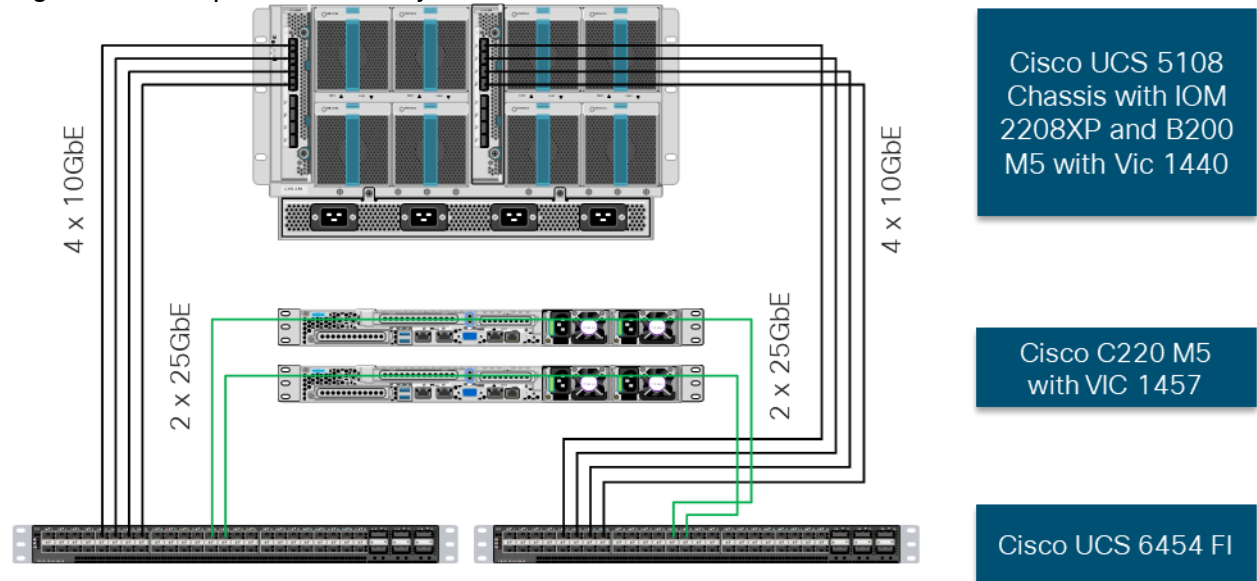 Cisco UCS 5108
Chassis with IOM
2208XP and B200
M5 with Vic 1440
4 x 10GbE
4 x 10GbE
2 x 25GbE
2 x 25GbE
Cisco C220 M5
with VIC 1457
Cisco UCS 6454 FI